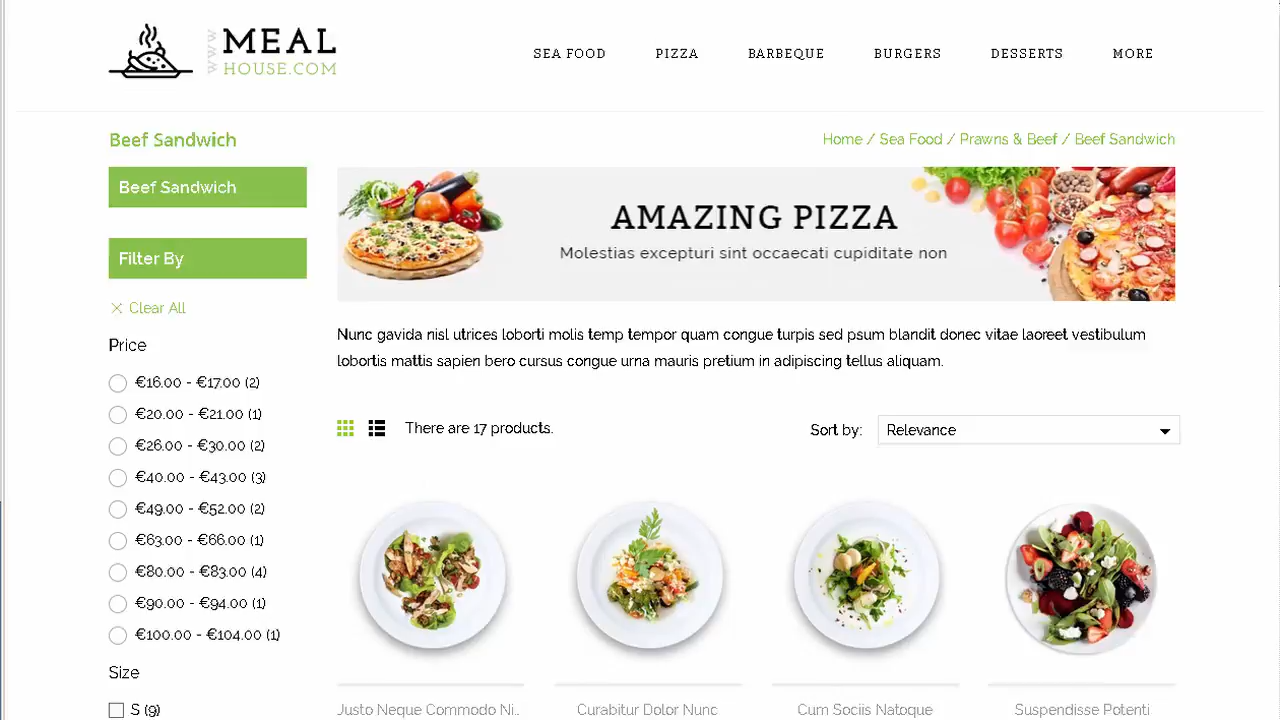 WWW
MEAL
HOUSE.COM
SEA FOOD
PIZZA
BARBEQUE
BURGERS
DESSERTS
MORE
Beef Sandwich
Home / Sea Food / Prawns & Beef / Beef Sandwich
Beef Sandwich
Filter By
Clear All
Price
€16.00 - €17.00 (2)
€20.00 - €21.00 (1)
€26.00 - €30.00 (2)
€40.00 - €43.00 (3)
€49.00 - €52.00 (2)
€63.00 - €66.00 (1)
€80.00 - €83.00 (4)
€90.00 - €94.00 (1)
€100.00 - €104.00 (1)
Size
S (9)
AMAZING PIZZA
Molestias excepturi sint occaecati cupiditate non
Nunc gavida nisl utrices loborti molis temp tempor quam congue turpis sed psum blandit donec vitae laoreet vestibulum
lobortis mattis sapien bero cursus congue urna mauris pretium in adipiscing tellus aliquam.
There are 17 products.
Sort by:
Relevance
Justo Neque Commodo Ni...
Curabitur Dolor Nunc
Cum Sociis Natoque
Suspendisse Potenti